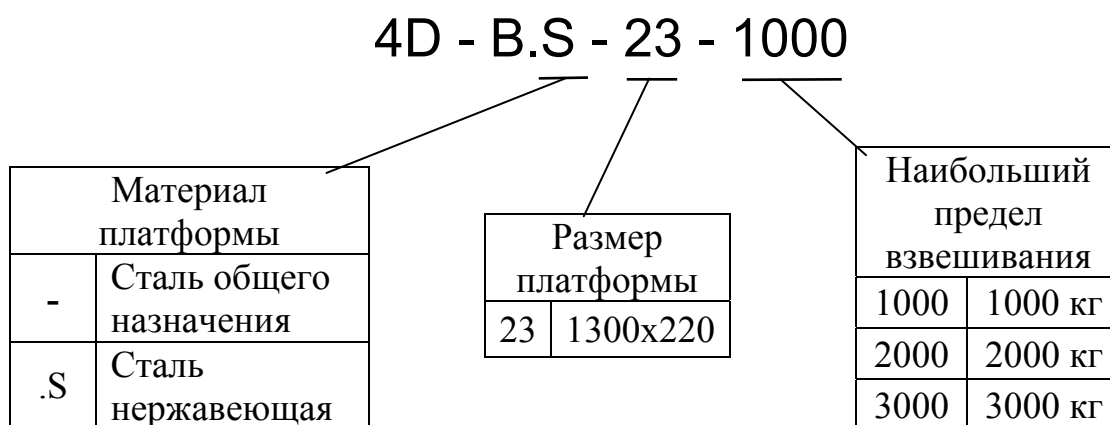 4D - B.S - 23 - 1000
Материал
платформы
- Сталь общего
назначения
.S Сталь
нержавеющая
Размер
платформы
23 1300х220
Наибольший
предел
взвешивания
1000 1000 кг
2000 2000 кг
3000 3000 кг